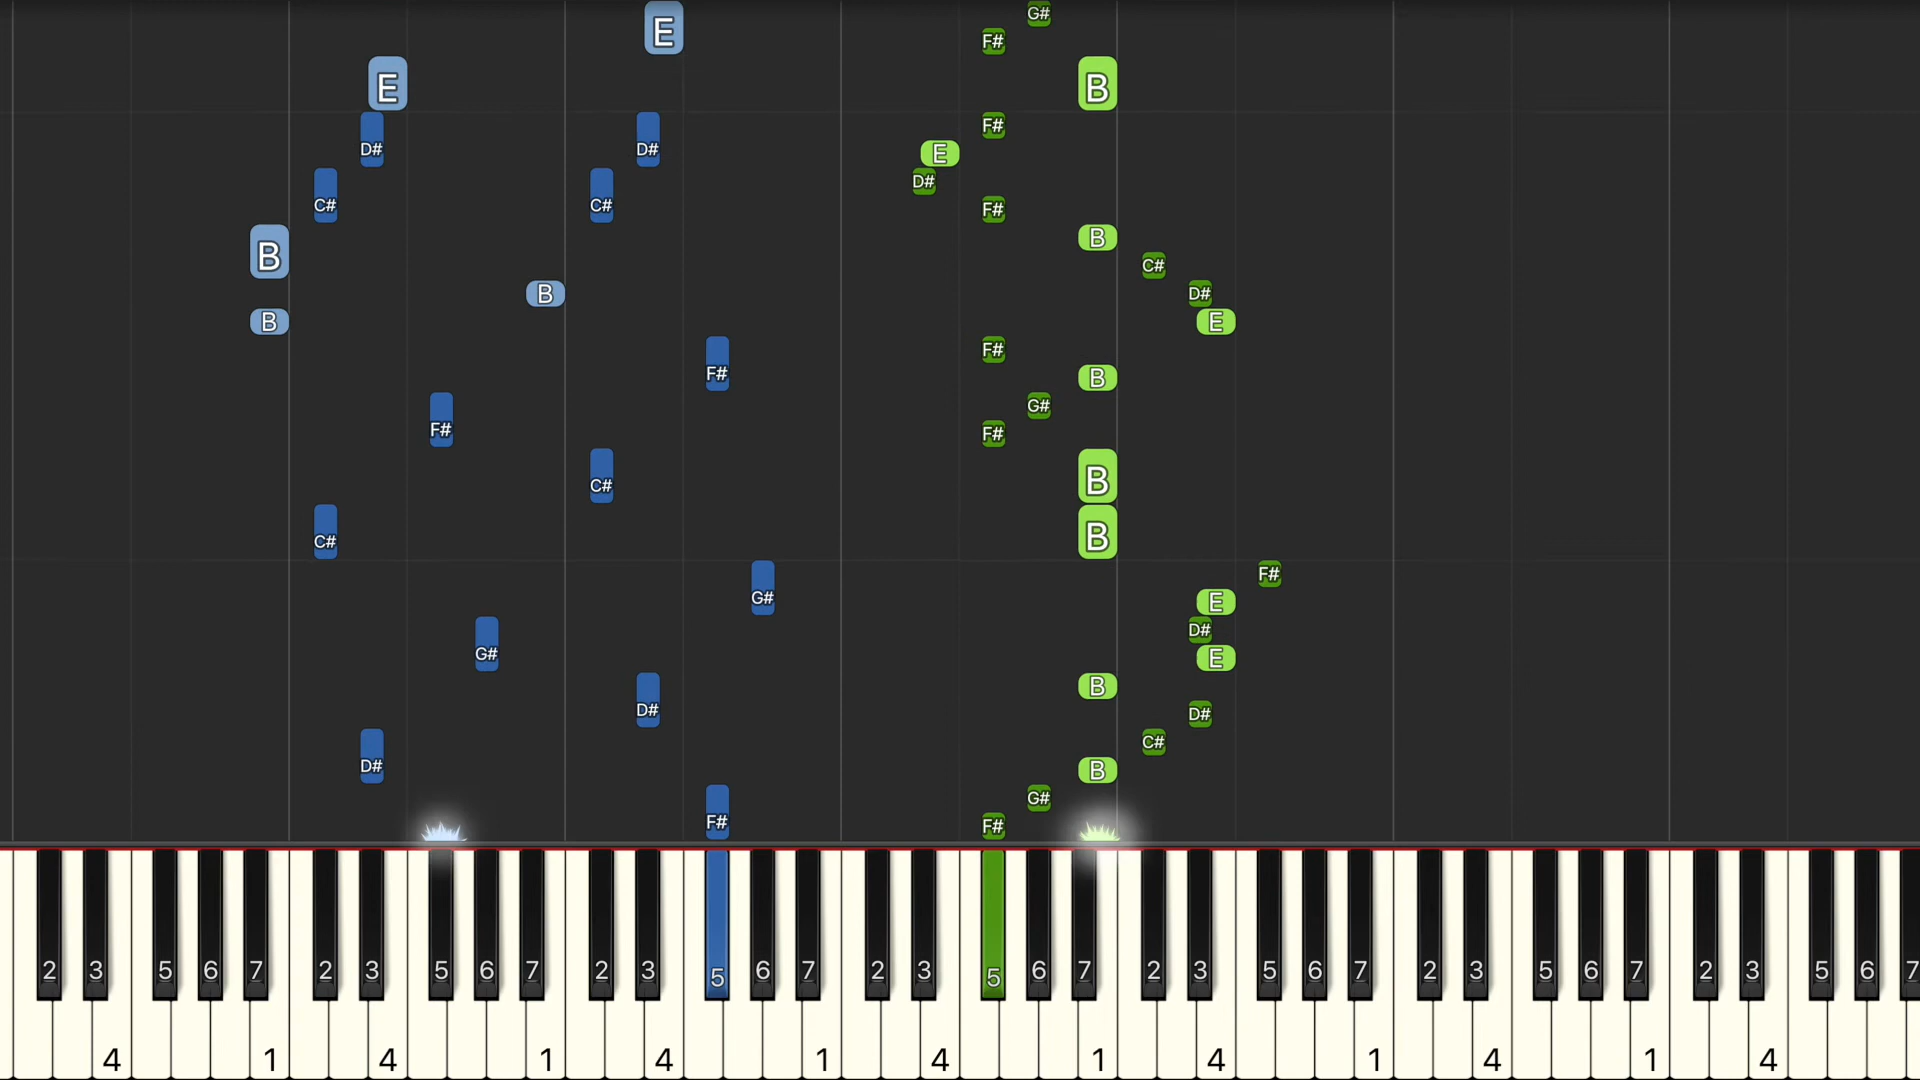 G#
E
F#
E B
F#
D# D#
E
D#
C# C# F#
B
B C#
B D#
B E
F#
F#
B
G#
F# F#
C# B
C# B
F#
G# E
D#
G# E
B
D# D#
C#
D# B
G#
F# F#
2 3 5 6 7 2 3 5 6 7 2 3 5 6 7 2 3 5 6 7 2 3 5 6 7 2 3 5 6 7 2 3 5 6 7
4 1 4 1 4 1 4 1 4 1 4 1 4